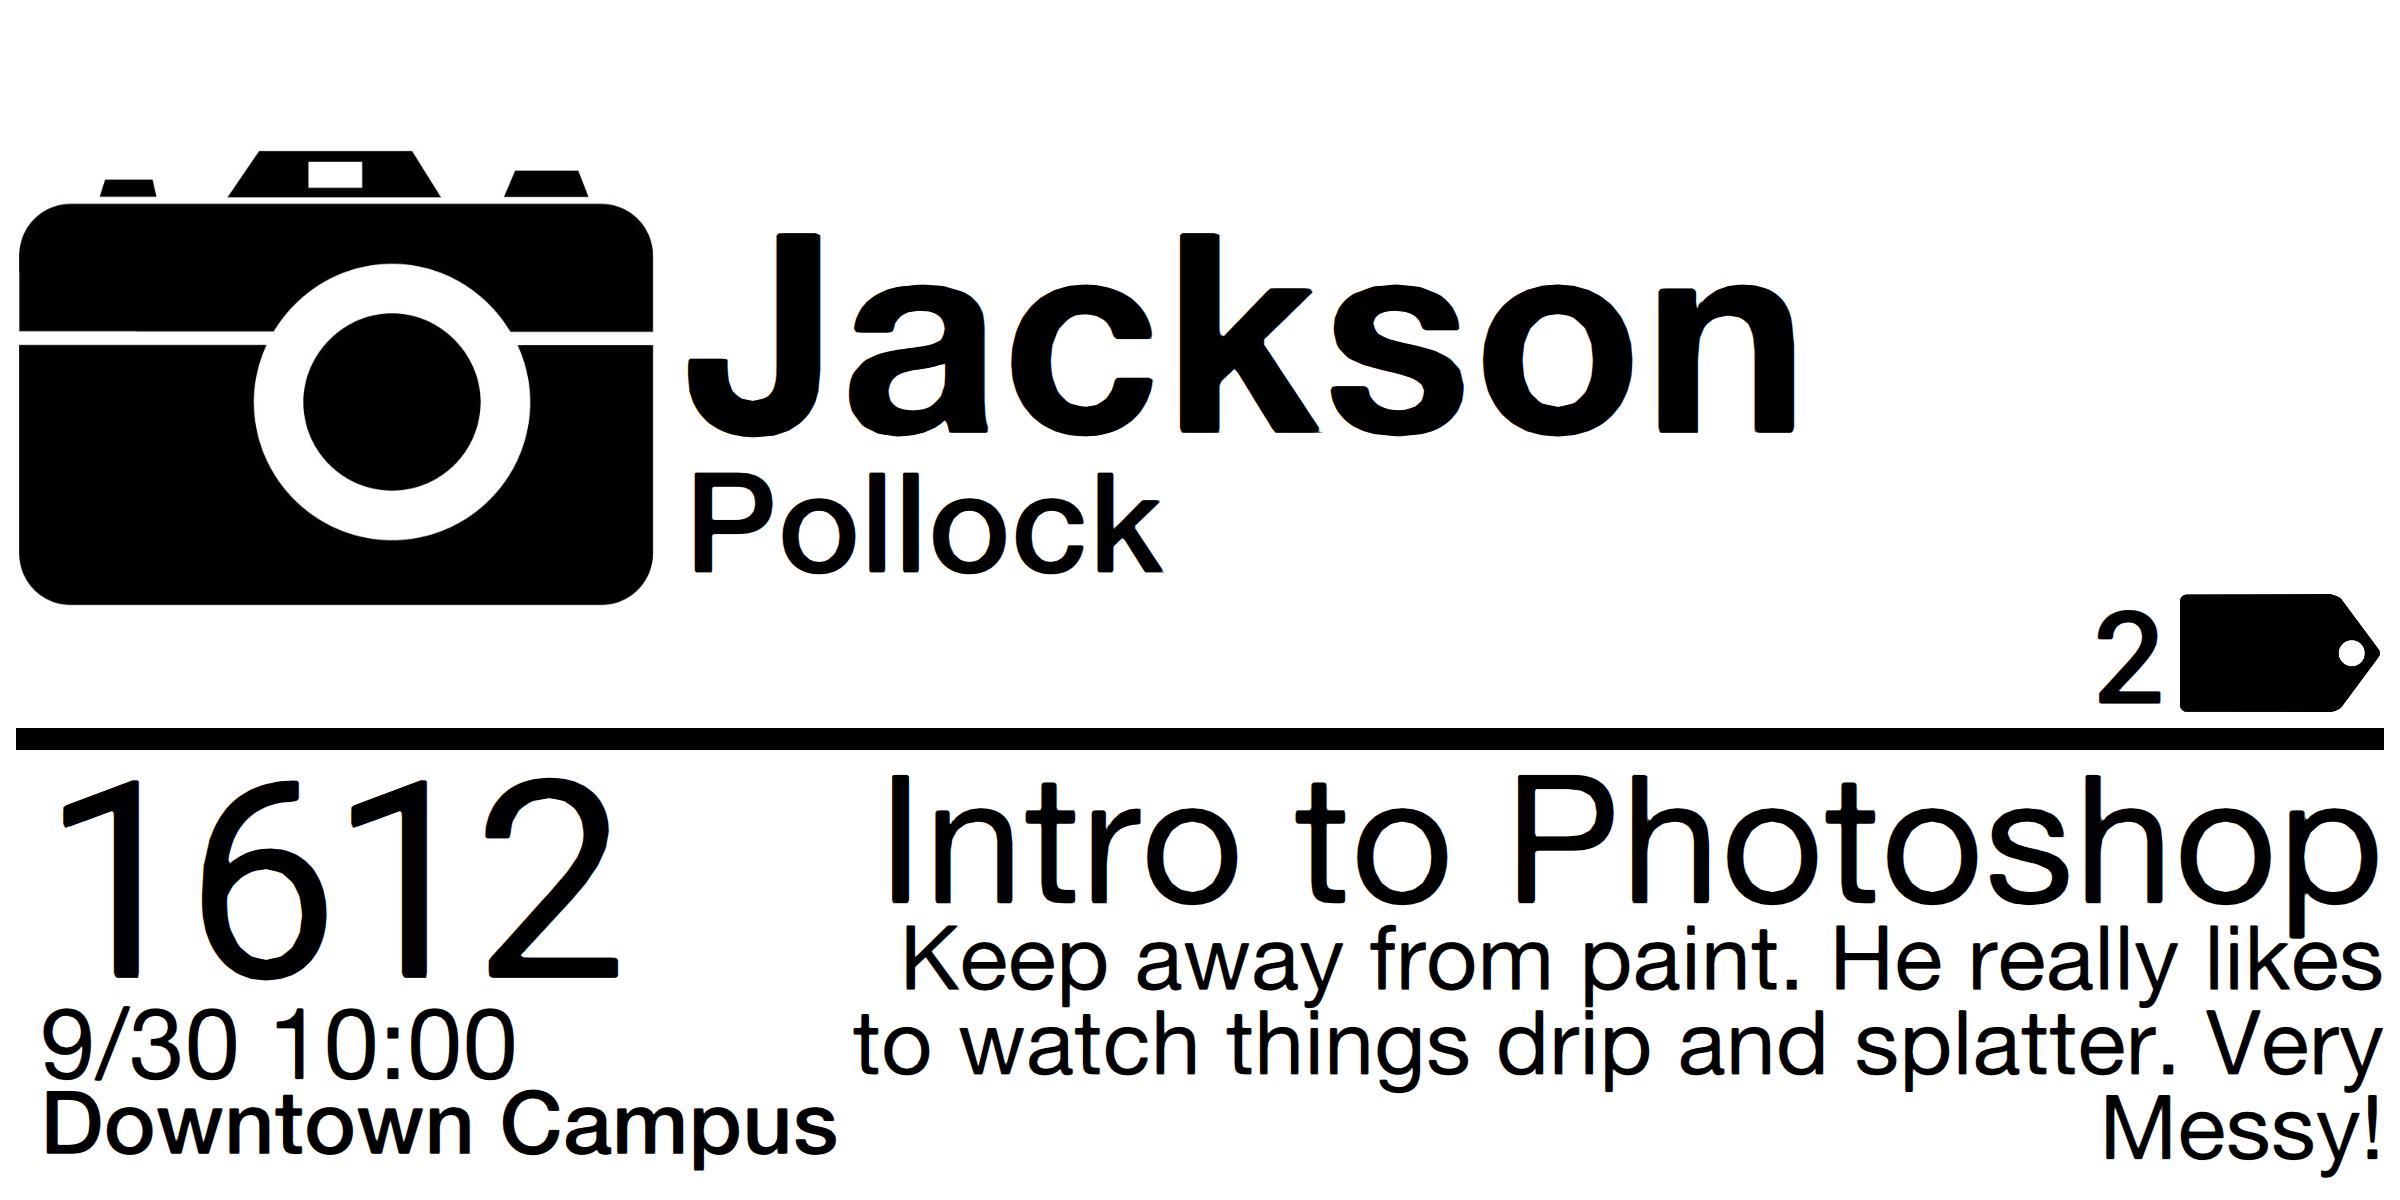 Jackson
Pollock
2
1612
9/30 10:00
Downtown Campus
Intro to Photoshop
Keep away from paint. He really likes
to watch things drip and splatter. Very
Messy!